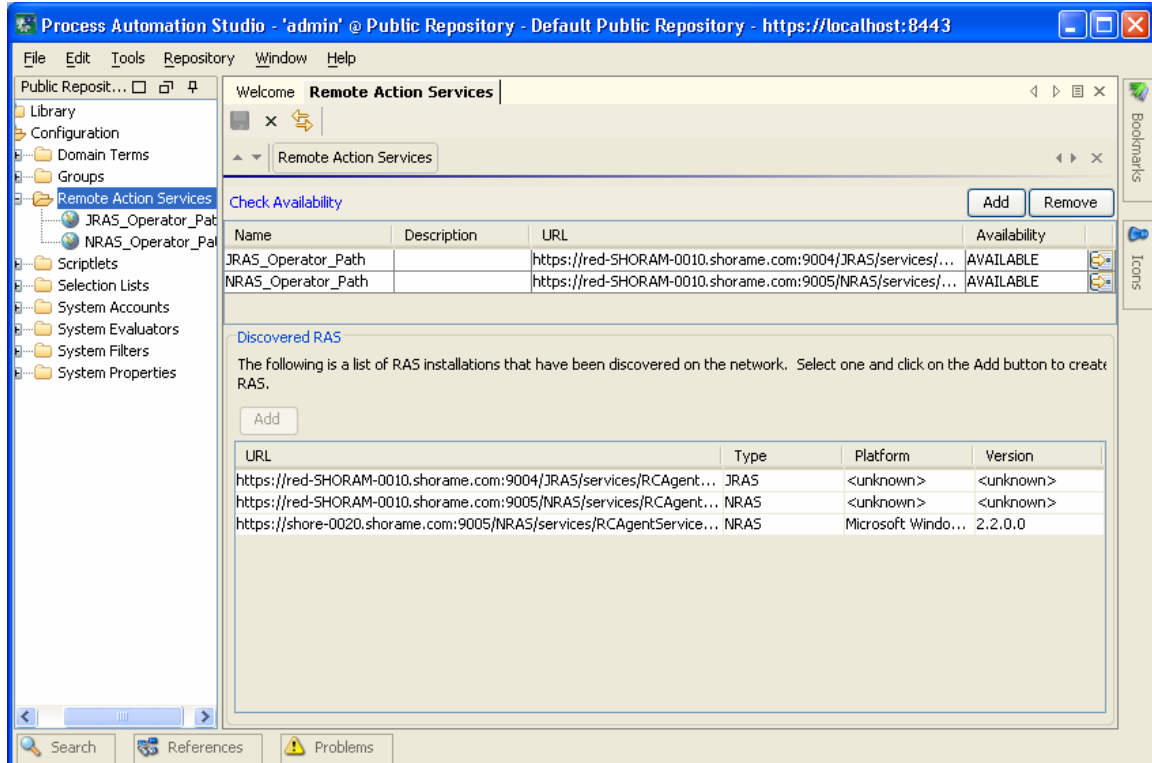 Process Automation Studio - 'admin' @ Public Repository - Default Public Repository - https://localhost:8443
File Edit Tools Repository Window Help
Public Reposit...
Library
Configuration
Domain Terms
Groups
Remote Action Services
JRAS_Operator_Pat
NRAS_Operator_Pat
Scriptlets
Selection Lists
System Accounts
System Evaluators
System Filters
System Properties
Welcome Remote Action Services
Remote Action Services
Check Availability Add Remove
Name Description URL Availability
JRAS_Operator_Path https://red-SHORAM-0010.shorame.com:9004/JRAS/services/... AVAILABLE
NRAS_Operator_Path https://red-SHORAM-0010.shorame.com:9005/NRAS/services/... AVAILABLE
Discovered RAS
The following is a list of RAS installations that have been discovered on the network. Select one and click on the Add button to create
RAS.
Add
URL Type Platform Version
https://red-SHORAM-0010.shorame.com:9004/JRAS/services/RCAgent... JRAS <unknown> <unknown>
https://red-SHORAM-0010.shorame.com:9005/NRAS/services/RCAgent... NRAS <unknown> <unknown>
https://shore-0020.shorame.com:9005/NRAS/services/RCAgentService... NRAS Microsoft Windo... 2.2.0.0
Bookmarks
Icons
Search References Problems